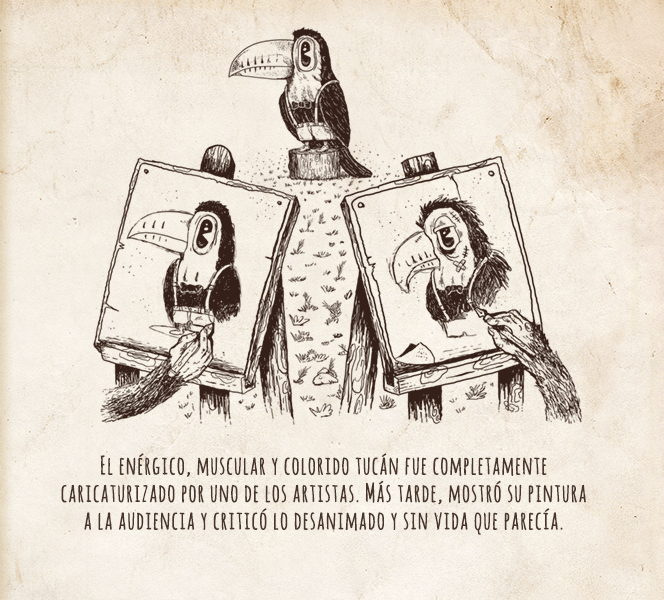 El enérgico, muscular y colorido tucán fue completamente
caricaturizado por uno de los artistas. Más tarde, mostró su pintura
a la audiencia y criticó lo desanimado y sin vida que parecía.